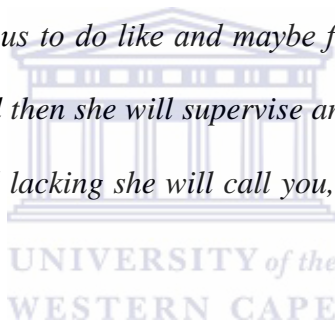 us to do like and maybe f
then she will supervise an
lacking she will call you,
UNIVERSITY of the
WESTERN CAPE